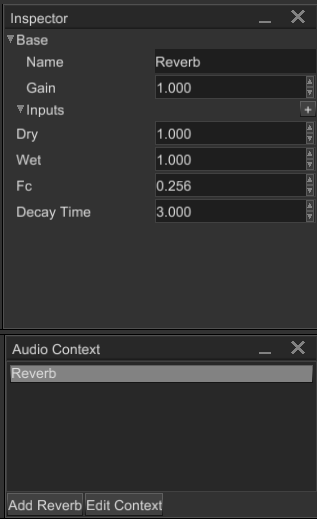 Inspector
Base
Name Reverb
Gain 1.000
Inputs +
Dry 1.000
Wet 1.000
Fc 0.256
Decay Time 3.000
Audio Context
Reverb
Add Reverb Edit Context